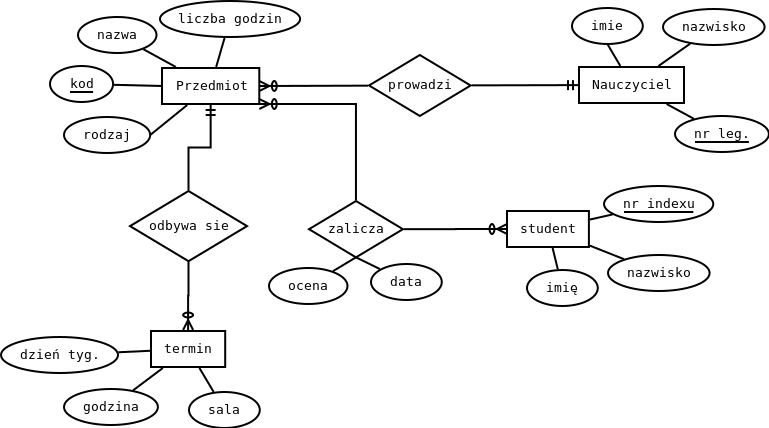 liczba godzin
nazwa
imie
nazwisko
kod
Przedmiot
prowadzi
Nauczyciel
rodzaj
nr leg.
nr indexu
odbywa sie
zalicza
student
nazwisko
ocena
data
imię
dzień tyg.
termin
godzina
sala